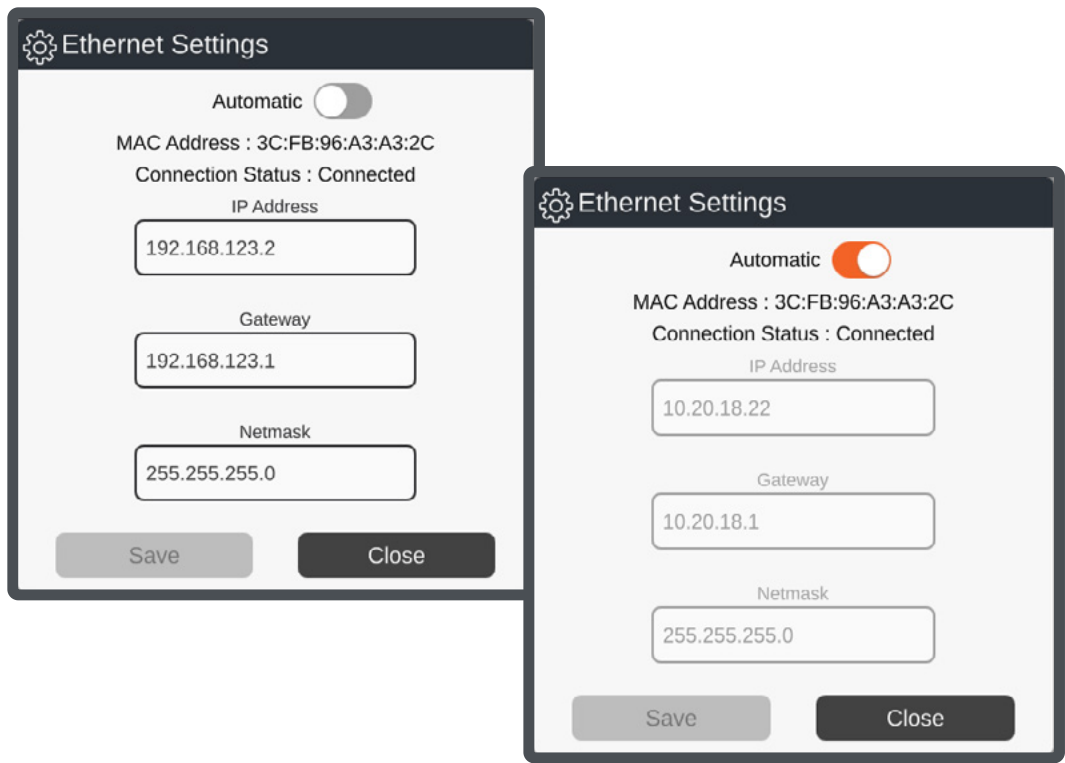 Ethernet Settings
Automatic
MAC Address : 3C:FB:96:A3:A3:2C
Connection Status : Connected
IP Address
192.168.123.2
Gateway
192.168.123.1
Netmask
255.255.255.0
Save Close
Ethernet Settings
Automatic
MAC Address : 3C:FB:96:A3:A3:2C
Connection Status : Connected
IP Address
10.20.18.22
Gateway
10.20.18.1
Netmask
255.255.255.0
Save Close